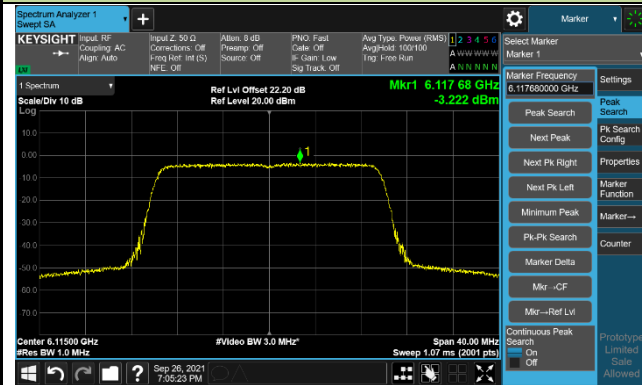 Spectrum Analyzer 1
Swept SA
+
Marker
KEYSIGHT
Input: RF
Coupling: AC
Align: Auto
Input Z: 50 Ω
Corrections: Off
Freq Ref: Int (S)
NFE: Off
Atten: 8 dB
Preamp: Off
Source: Off
PNO: Fast
Gate: Off
IF Gain: Low
Sig Track: Off
Avg Type: Power (RMS)
Avg|Hold: 100/100
Trig: Free Run
1 2 3 4 5 6
A W W W W W
A N N N N N
LXI
Select Marker
Marker 1
1 Spectrum
Scale/Div 10 dB
Log
Ref Lvl Offset 22.20 dB
Ref Level 20.00 dBm
Mkr1 6.117 68 GHz
-3.222 dBm
10.0
0.00
-10.0
-20.0
-30.0
-40.0
-50.0
-60.0
-70.0
1
Center 6.11500 GHz
#Res BW 1.0 MHz
#Video BW 3.0 MHz*
Span 40.00 MHz
Sweep 1.07 ms (2001 pts)
Marker Frequency
6.117680000 GHz
Peak Search
Next Peak
Next Pk Right
Next Pk Left
Minimum Peak
Pk-Pk Search
Marker Delta
Mkr→CF
Mkr→Ref Lvl
Continuous Peak
Search
On
Off
Settings
Peak
Search
Pk Search
Config
Properties
Marker
Function
Marker→
Counter
Prototype
Limited
Sale
Allowed
?
Sep 26, 2021
7:05:23 PM